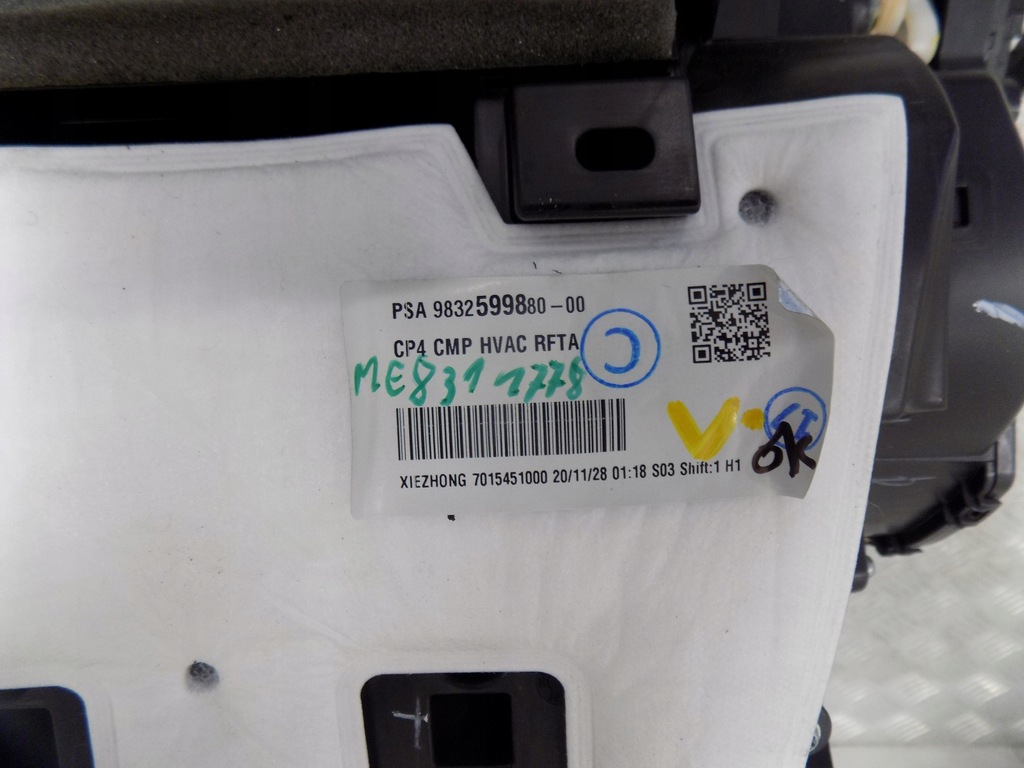 PSA 9832599880-00
CP4 CMP HVAC RFTA
ME831 1778
XIEZHONG 7015451000 20/11/28 01:18 S03 Shift:1 H1
OK